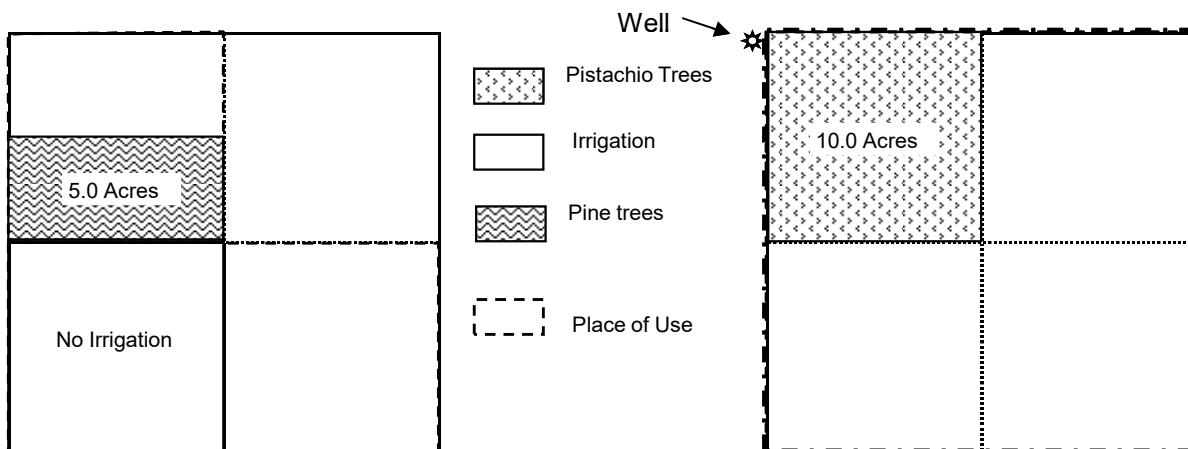 Well
Pistachio Trees
Irrigation
10.0 Acres
5.0 Acres
Pine trees
No Irrigation
Place of Use